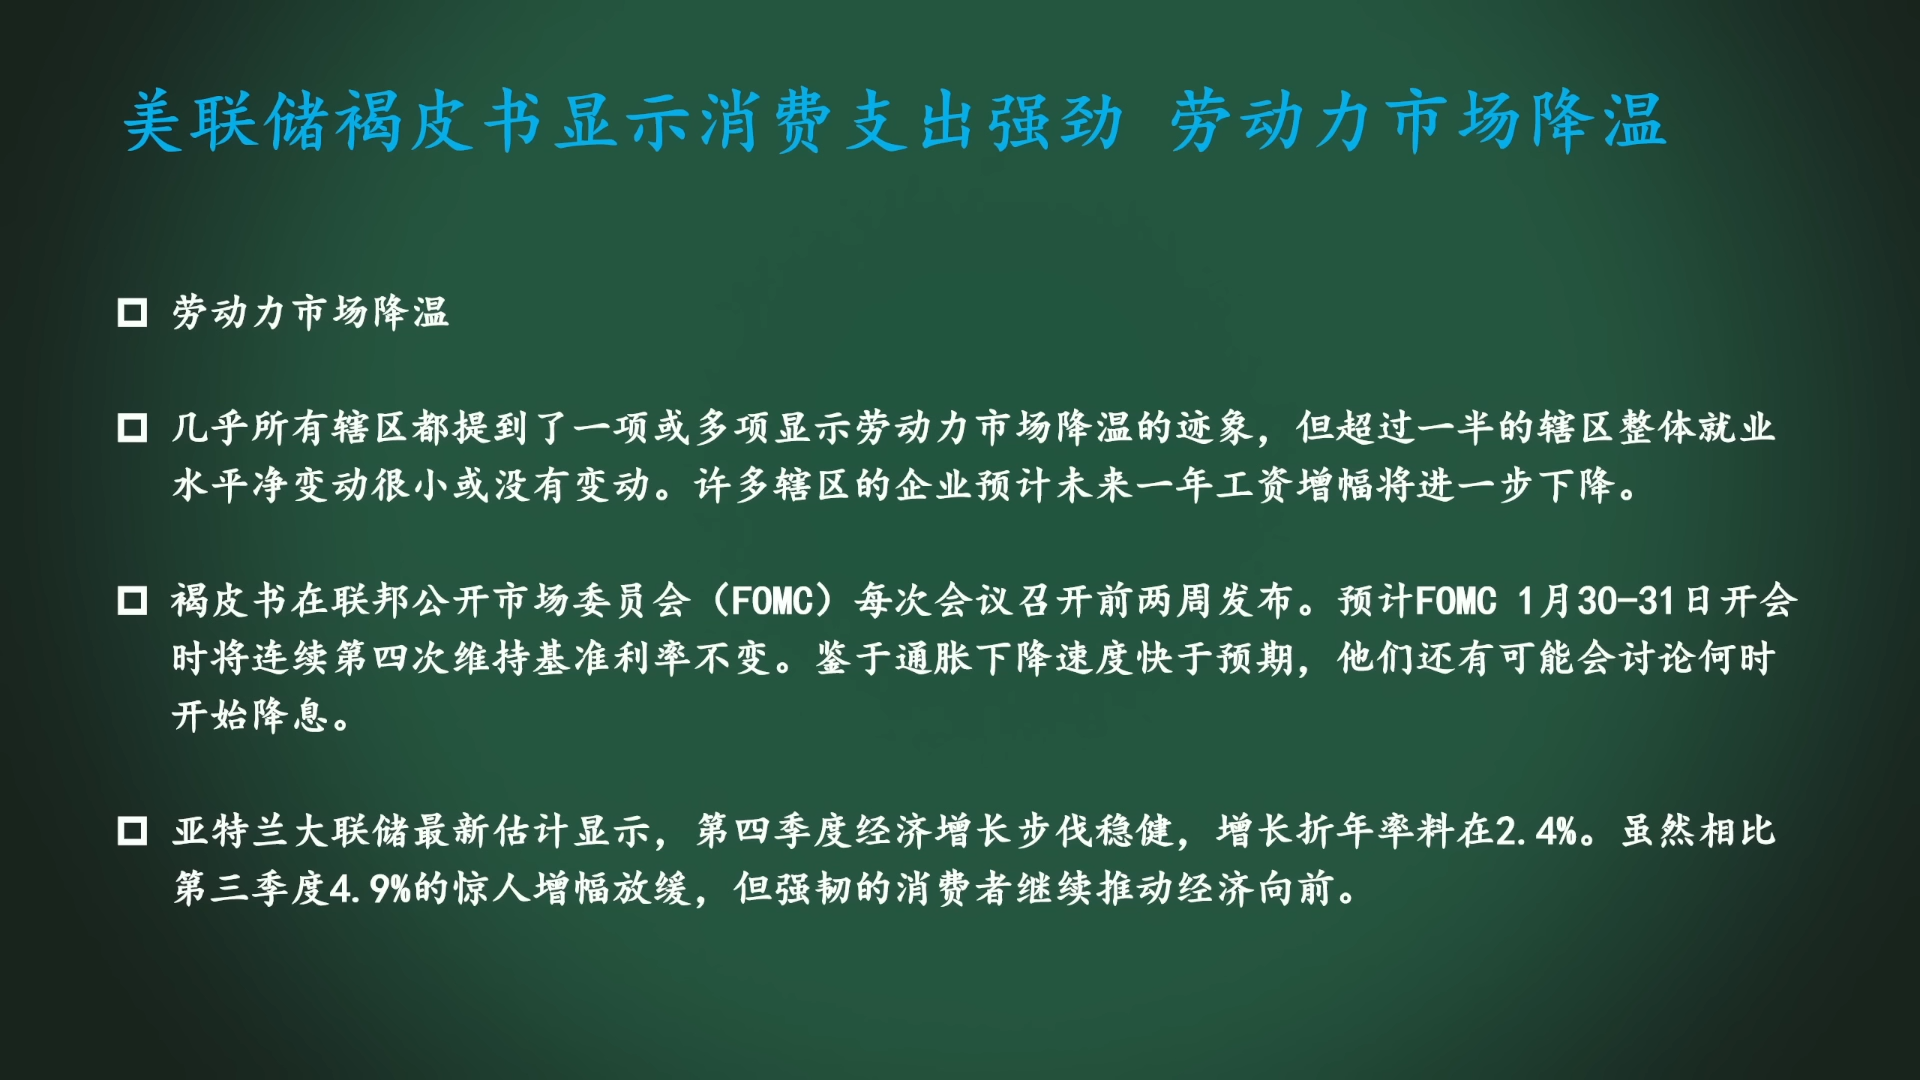 美联储褐皮书显示消费支出强劲 劳动力市场降温
劳动力市场降温
几乎所有辖区都提到了一项或多项显示劳动力市场降温的迹象，但超过一半的辖区整体就业
水平净变动很小或没有变动。许多辖区的企业预计未来一年工资增幅将进一步下降。
褐皮书在联邦公开市场委员会（FOMC）每次会议召开前两周发布。预计FOMC 1月30-31日开会
时将连续第四次维持基准利率不变。鉴于通胀下降速度快于预期，他们还有可能会讨论何时
开始降息。
亚特兰大联储最新估计显示，第四季度经济增长步伐稳健，增长折年率料在2.4%。虽然相比
第三季度4.9%的惊人增幅放缓，但强韧的消费者继续推动经济向前。